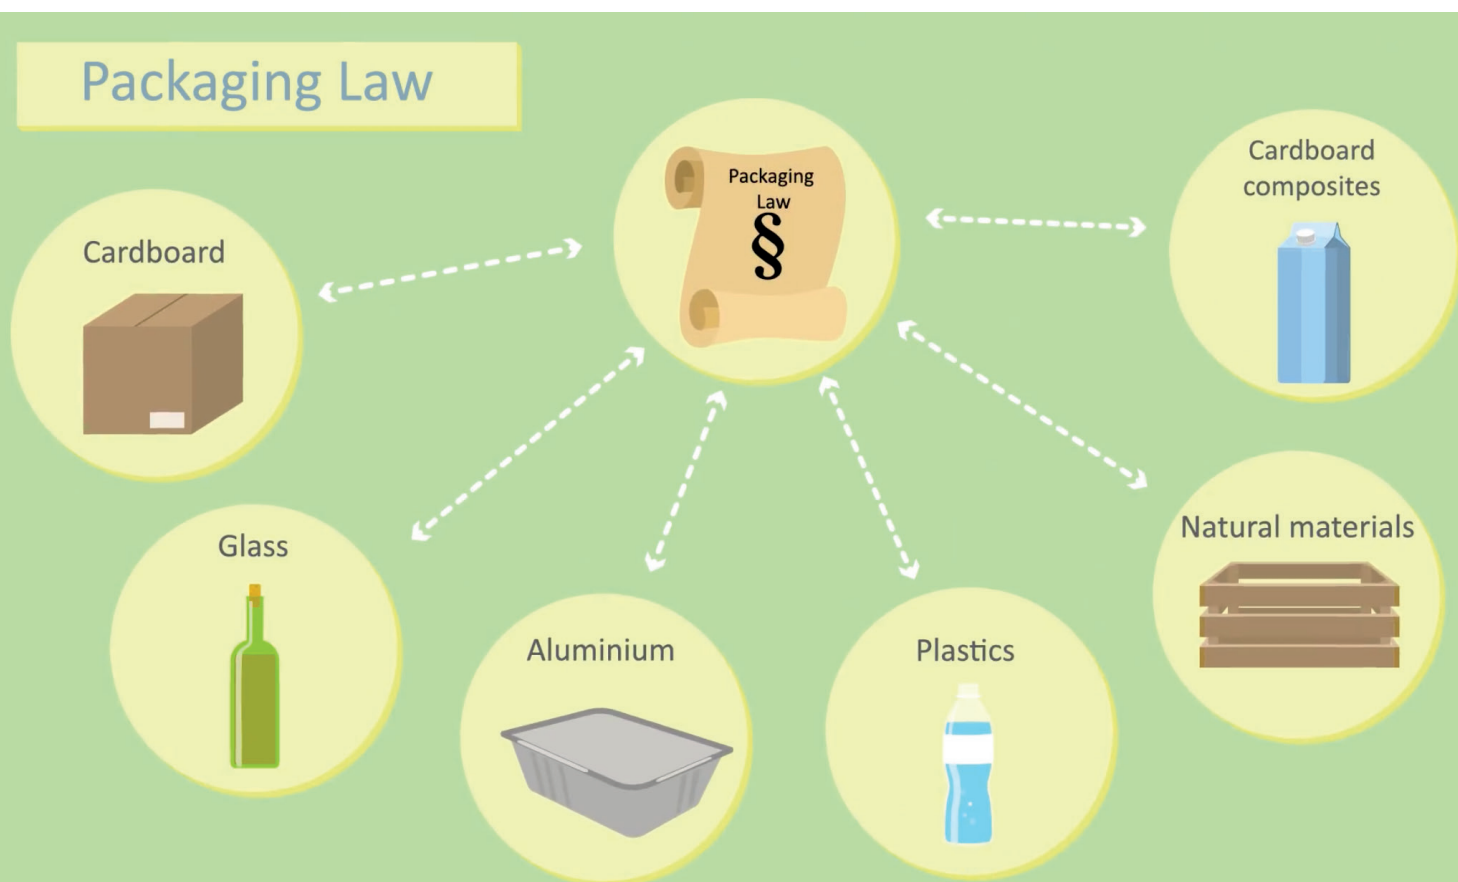 Packaging Law
Packaging
Law
§
Cardboard
composites
Cardboard
Natural materials
Glass
Aluminium
Plastics